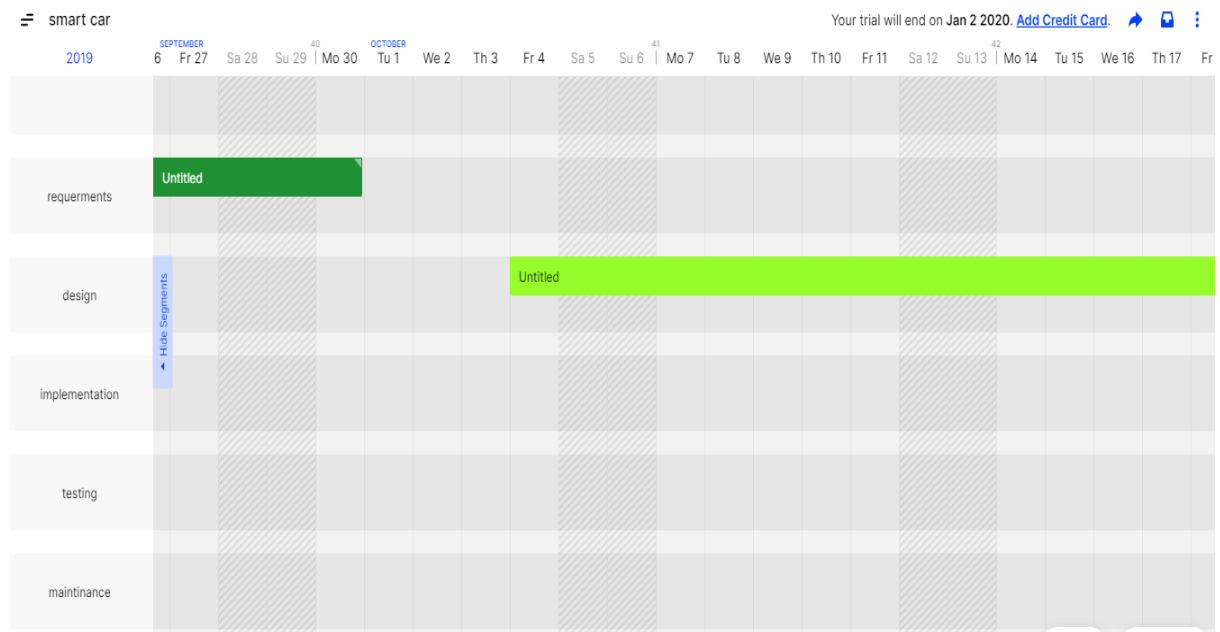 smart car
Your trial will end on Jan 2 2020. Add Credit Card.
SEPTEMBER 40 OCTOBER 41 42
2019 6 Fr 27 Sa 28 Su 29 Mo 30 Tu 1 We 2 Th 3 Fr 4 Sa 5 Su 6 Mo 7 Tu 8 We 9 Th 10 Fr 11 Sa 12 Su 13 Mo 14 Tu 15 We 16 Th 17 Fr
Untitled
requerments
Untitled
design
Hide Segments
implementation
testing
maintinance